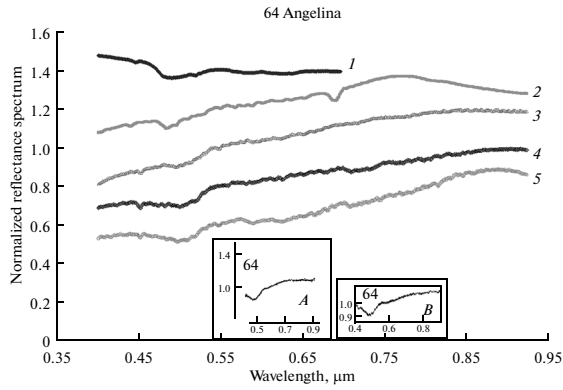 64 Angelina
Normalized reflectance spectrum
1.6
1.4
1.2
1.0
0.8
0.6
0.4
0.2
0
1
2
3
4
5
64
1.4
1.0
A
0.5 0.7 0.9
64
1.0
0.9
B
0.4 0.6 0.8
0.35 0.45 0.55 0.65 0.75 0.85 0.95
Wavelength, μm